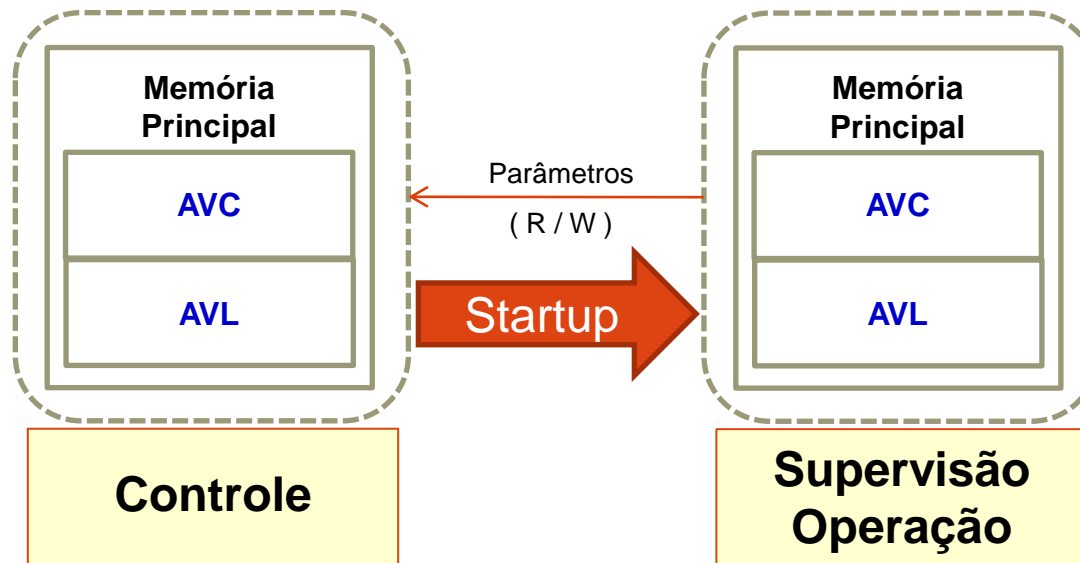 Memória
Principal
AVC
AVL
Controle
Parâmetros
( R / W )
Startup
Memória
Principal
AVC
AVL
Supervisão
Operação